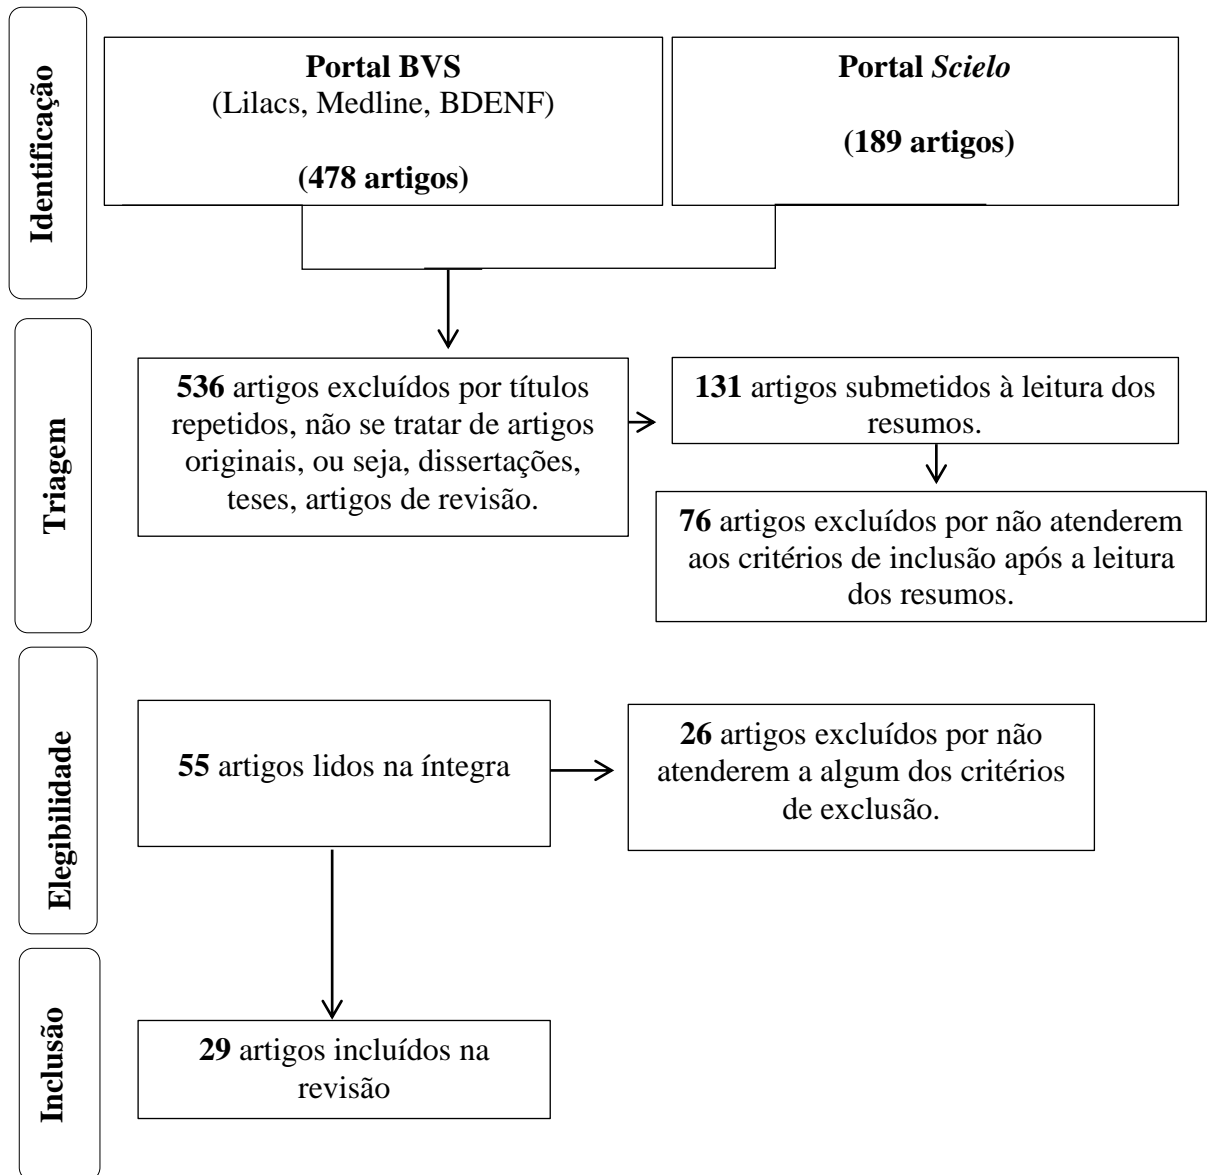 Identificação
Portal BVS
(Lilacs, Medline, BDENF)
(478 artigos)
Portal Scielo
(189 artigos)
Triagem
536 artigos excluídos por títulos
repetidos, não se tratar de artigos
originais, ou seja, dissertações,
teses, artigos de revisão.
131 artigos submetidos à leitura dos
resumos.
76 artigos excluídos por não atenderem
aos critérios de inclusão após a leitura
dos resumos.
Elegibilidade
55 artigos lidos na íntegra
26 artigos excluídos por não
atenderem a algum dos critérios
de exclusão.
Inclusão
29 artigos incluídos na
revisão